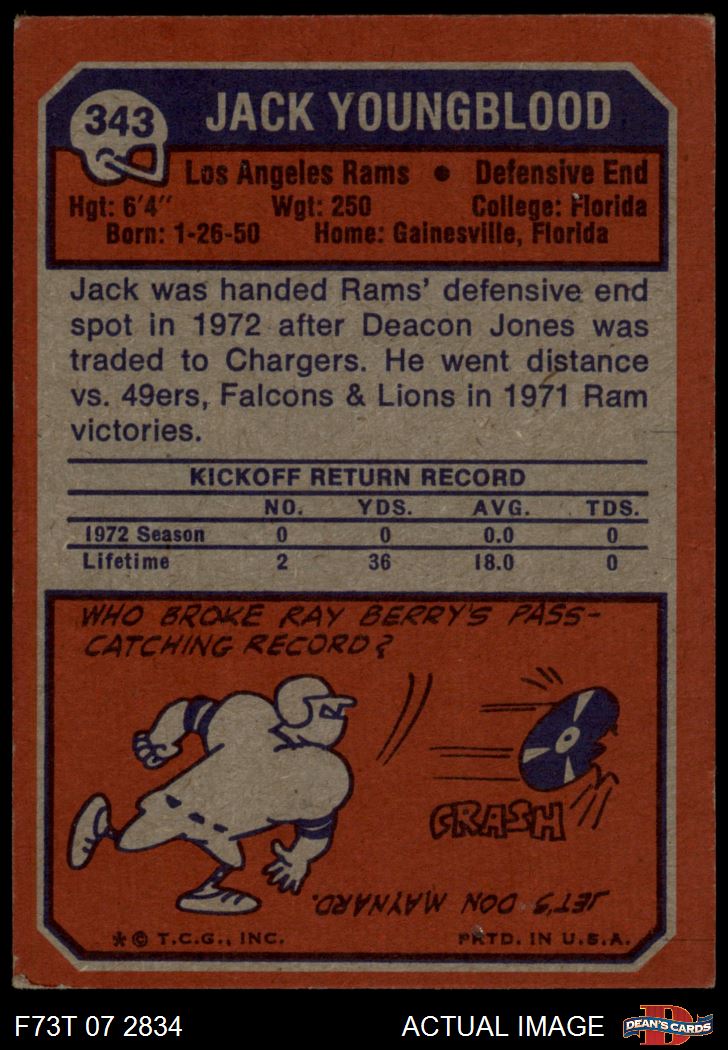 343
JACK YOUNGBLOOD
Los Angeles Rams • Defensive End
Hgt: 6'4" Wgt: 250 College: Florida
Born: 1-26-50 Home: Gainesville, Florida
Jack was handed Rams' defensive end
spot in 1972 after Deacon Jones was
traded to Chargers. He went distance
vs. 49ers, Falcons & Lions in 1971 Ram
victories.
KICKOFF RETURN RECORD
NO. YDS. AVG. TDS.
1972 Season 0 0 0.0 0
Lifetime 2 36 18.0 0
WHO BROKE RAY BERRY'S PASS-
CATCHING RECORD?
CRASH
JETS' DON MAYNARD.
* © T.C.G., INC. PRTD. IN U.S.A.
F73T 07 2834 ACTUAL IMAGE
D
DEAN'S CARDS